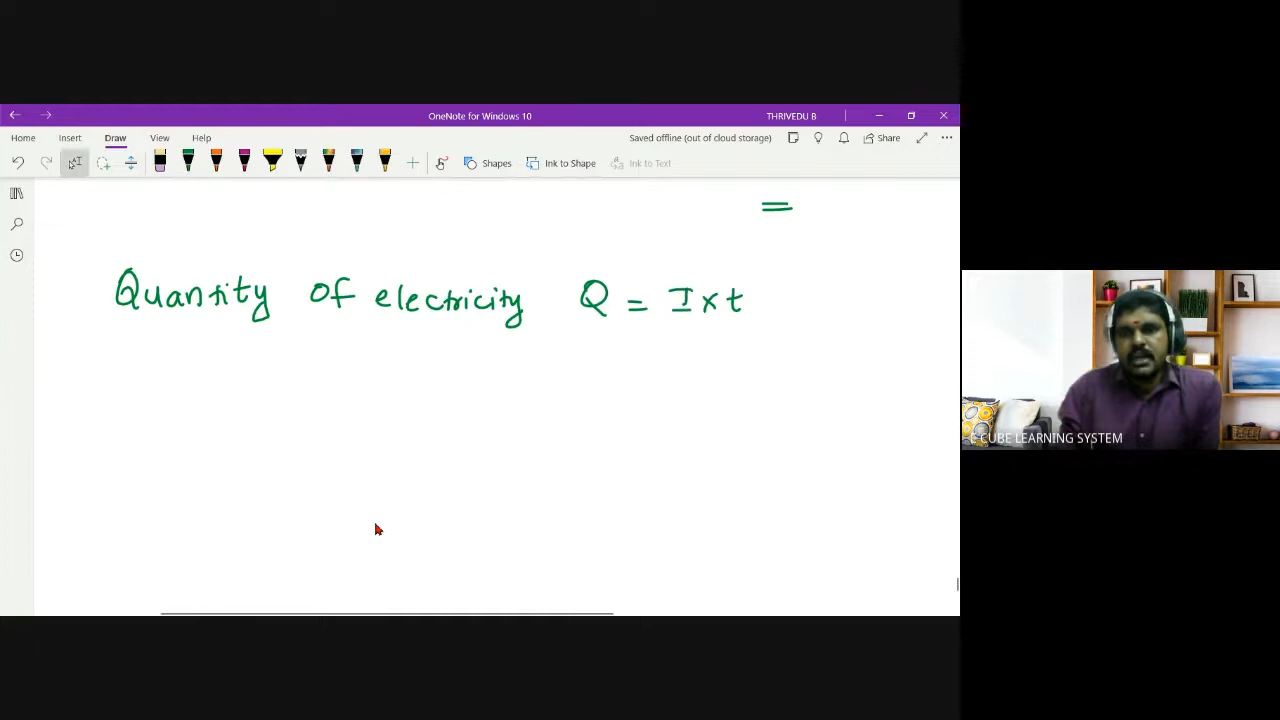 OneNote for Windows 10
THRIVEDU B
Home Insert Draw View Help
Saved offline (out of cloud storage)
Share
Shapes
Ink to Shape
Ink to Text
=
Quantity of electricity Q = I x t
CUBE LEARNING SYSTEM